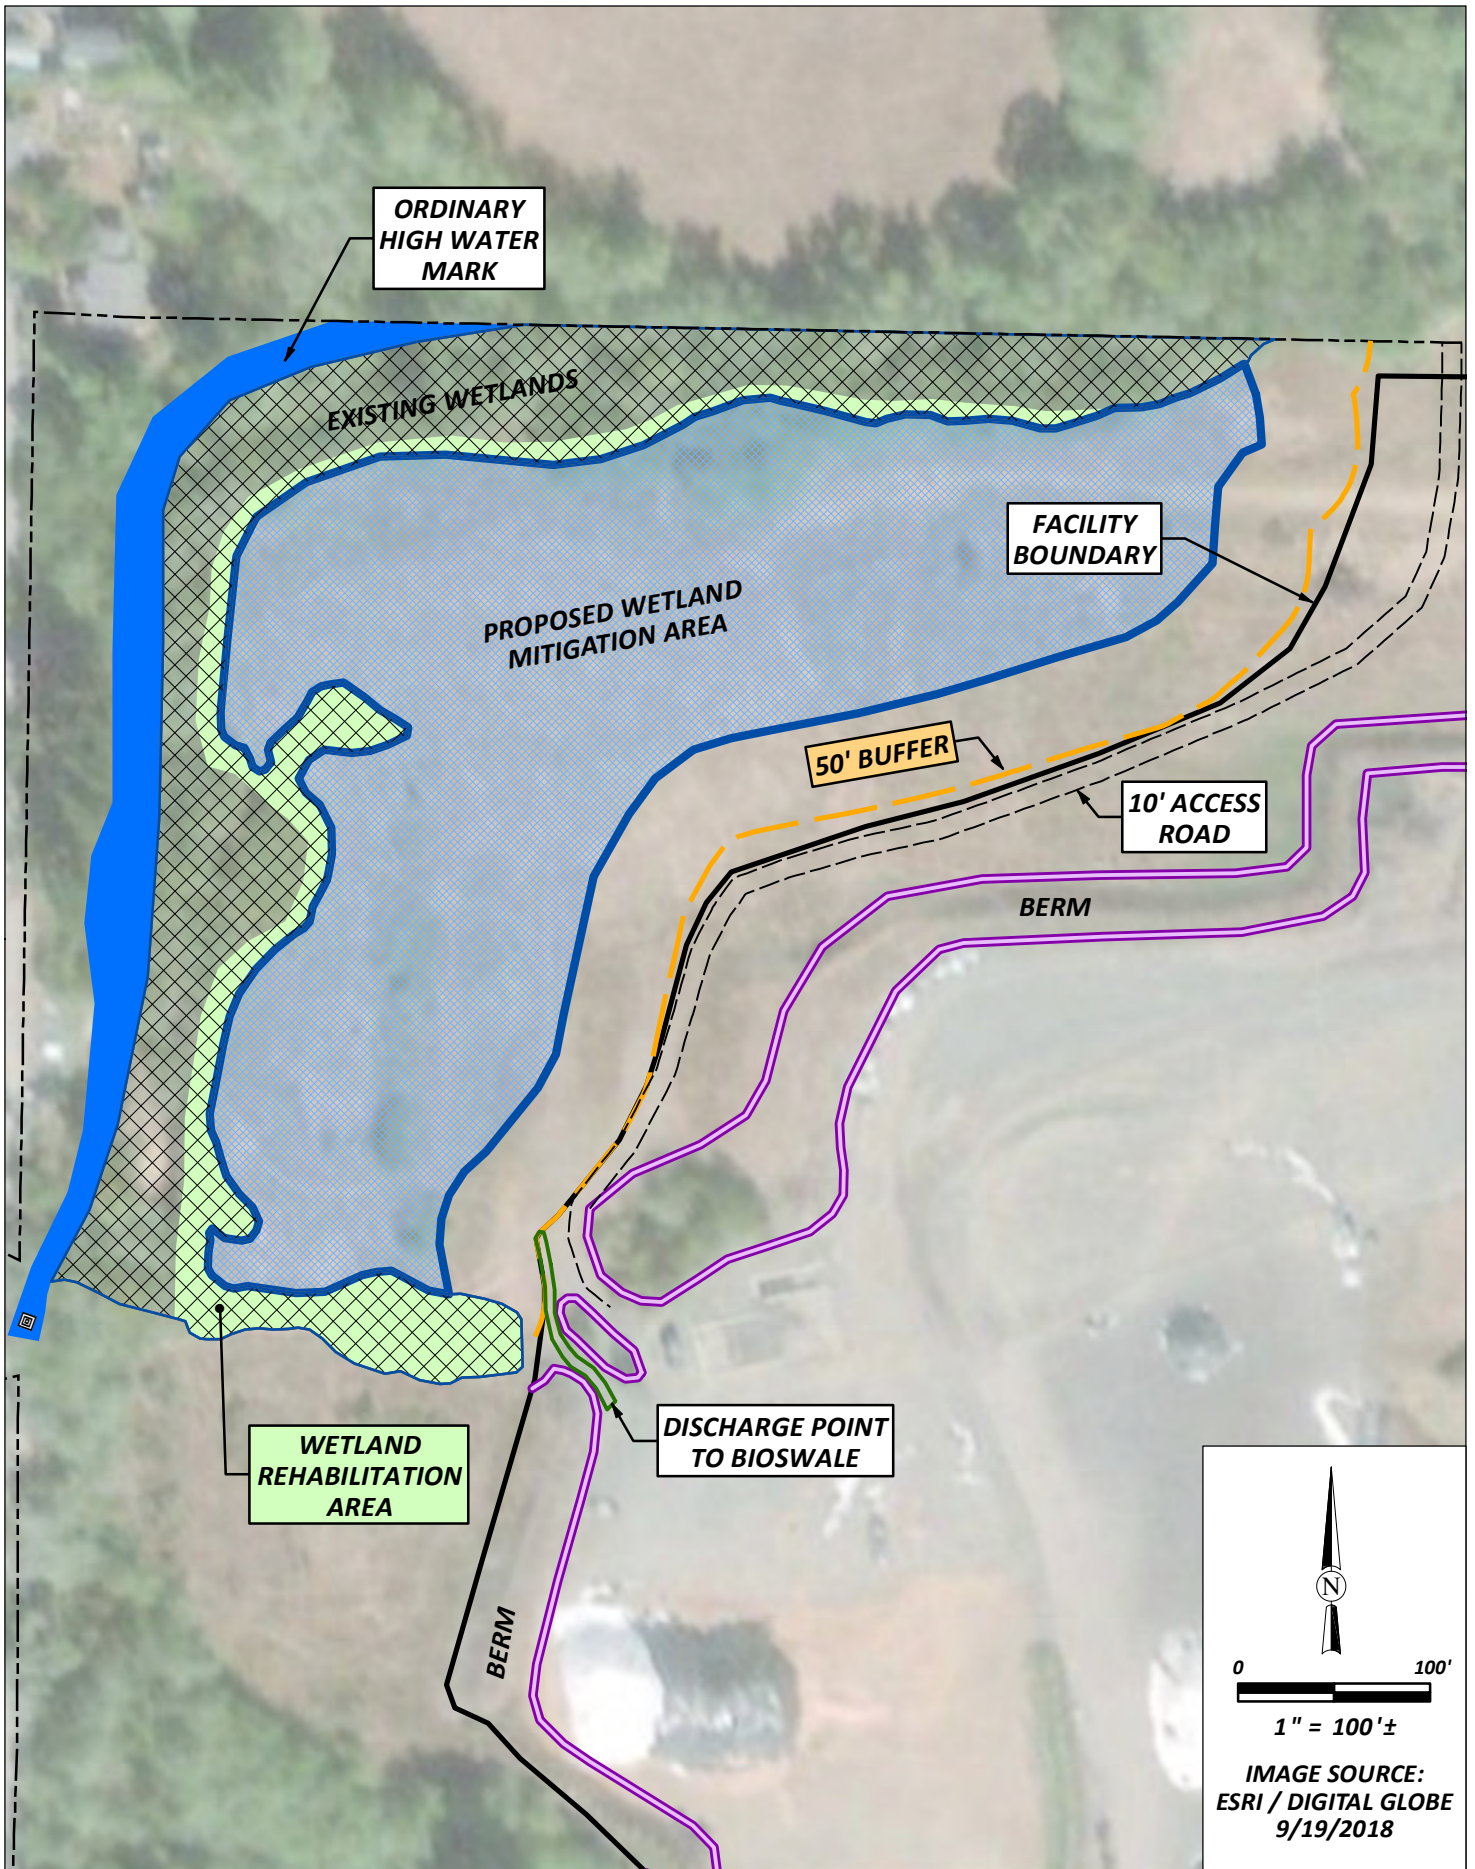 ORDINARY
HIGH WATER
MARK
EXISTING WETLANDS
FACILITY
BOUNDARY
PROPOSED WETLAND
MITIGATION AREA
50' BUFFER
10' ACCESS
ROAD
BERM
DISCHARGE POINT
TO BIOSWALE
WETLAND
REHABILITATION
AREA
BERM
N
0 100'
1" = 100'±
IMAGE SOURCE:
ESRI / DIGITAL GLOBE
9/19/2018